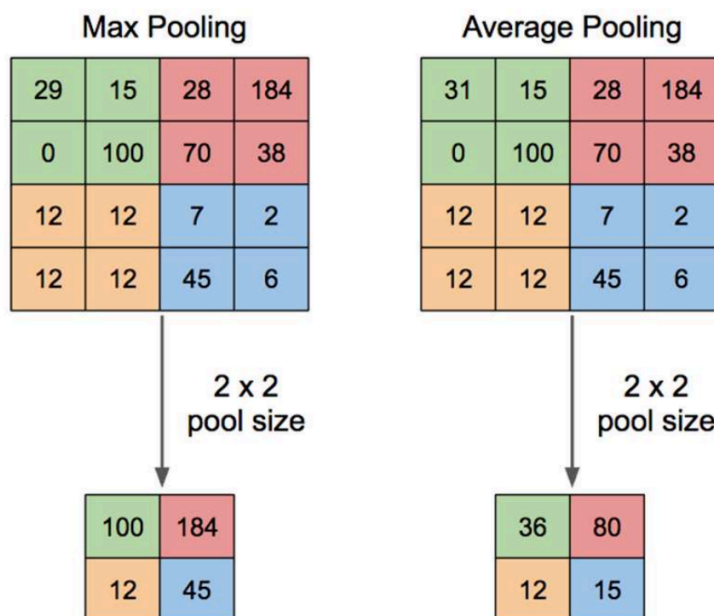 Max Pooling
29 15 28 184
0 100 70 38
12 12 7 2
12 12 45 6
2 x 2
pool size
100 184
12 45
Average Pooling
31 15 28 184
0 100 70 38
12 12 7 2
12 12 45 6
2 x 2
pool size
36 80
12 15